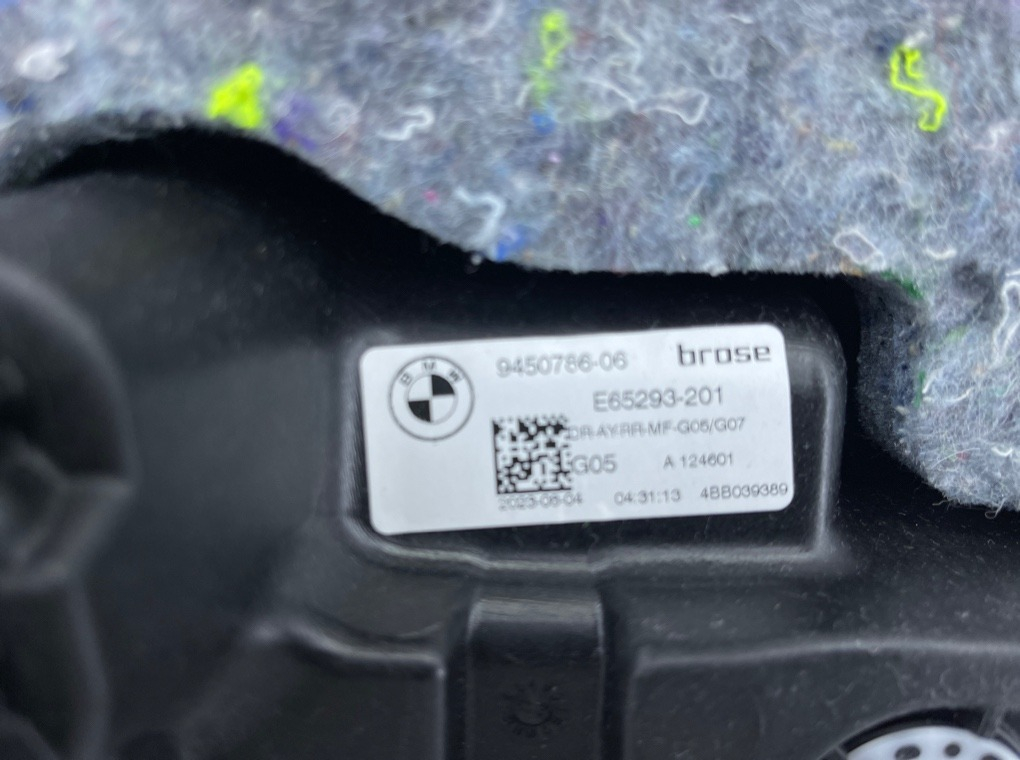 BMW
9450786-06 brose
E65293-201
DR-AY-RR-MF-G05/G07
G05 A 124601
2023-06-04 04:31:13 4BB039389